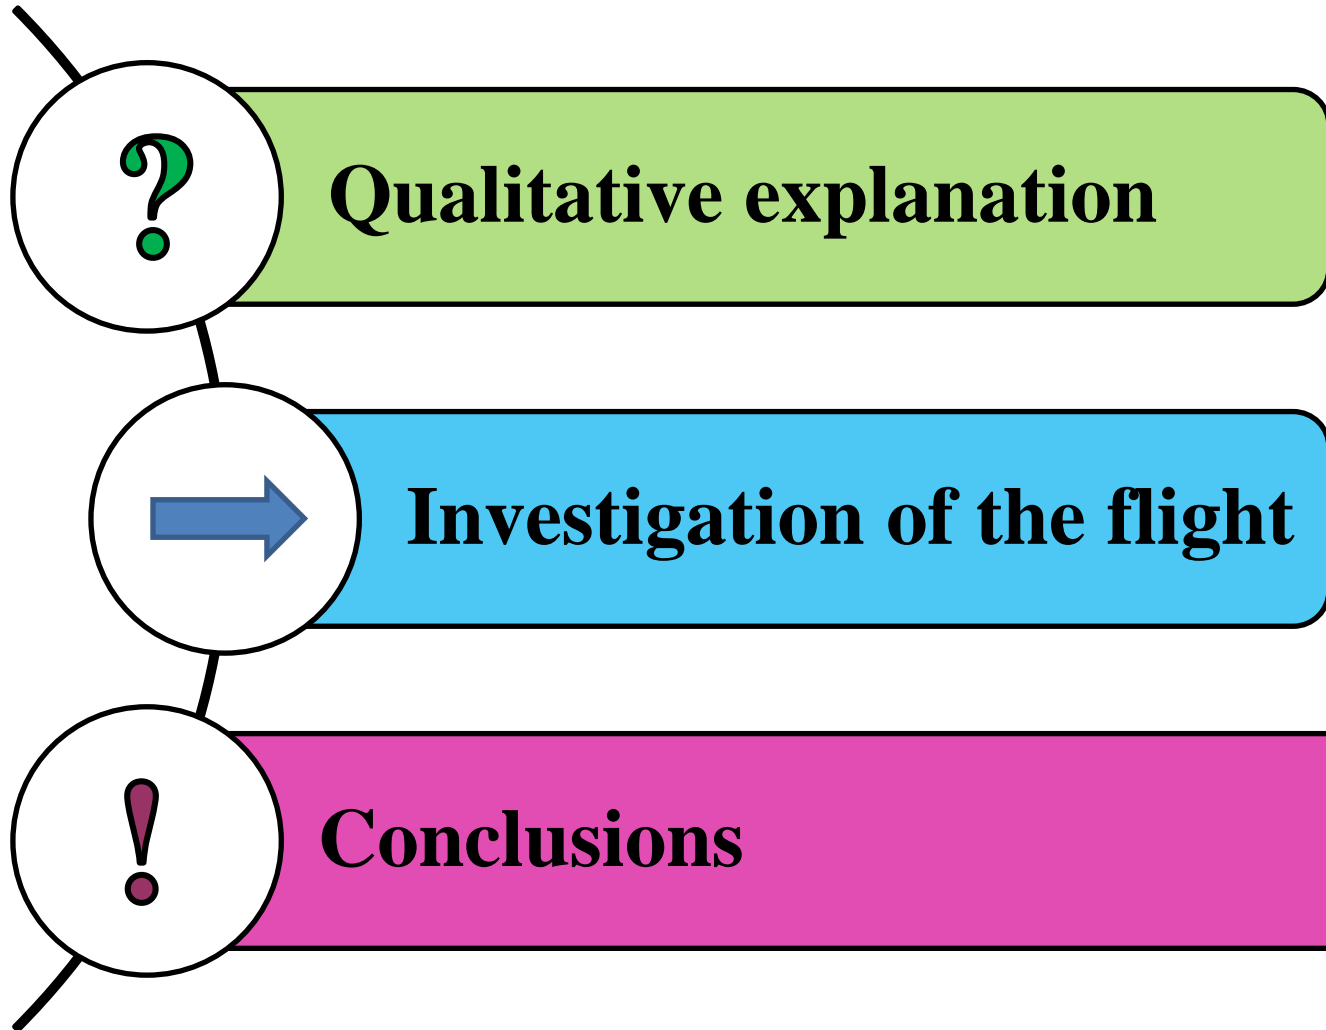 ?
Qualitative explanation
Investigation of the flight
!
Conclusions